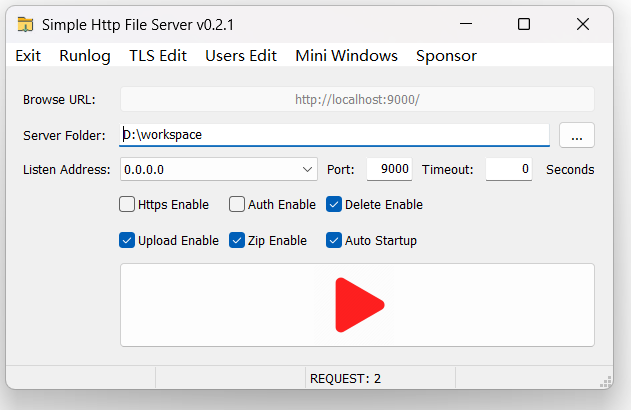 Simple Http File Server v0.2.1
Exit Runlog TLS Edit Users Edit Mini Windows Sponsor
Browse URL: http://localhost:9000/
Server Folder: D:\workspace ...
Listen Address: 0.0.0.0 Port: 9000 Timeout: 0 Seconds
Https Enable Auth Enable Delete Enable
Upload Enable Zip Enable Auto Startup
REQUEST: 2